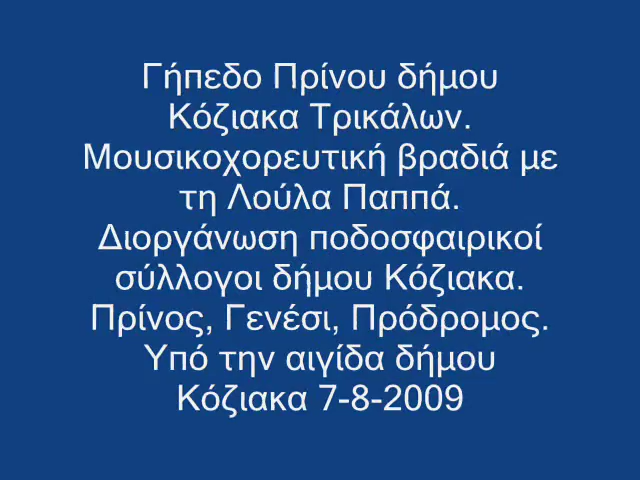 Γήπεδο Πρίνου δήμου
Κόζιακα Τρικάλων.
Μουσικοχορευτική βραδιά με
τη Λούλα Παππά.
Διοργάνωση ποδοσφαιρικοί
σύλλογοι δήμου Κόζιακα.
Πρίνος, Γενέσι, Πρόδρομος.
Υπό την αιγίδα δήμου
Κόζιακα 7-8-2009